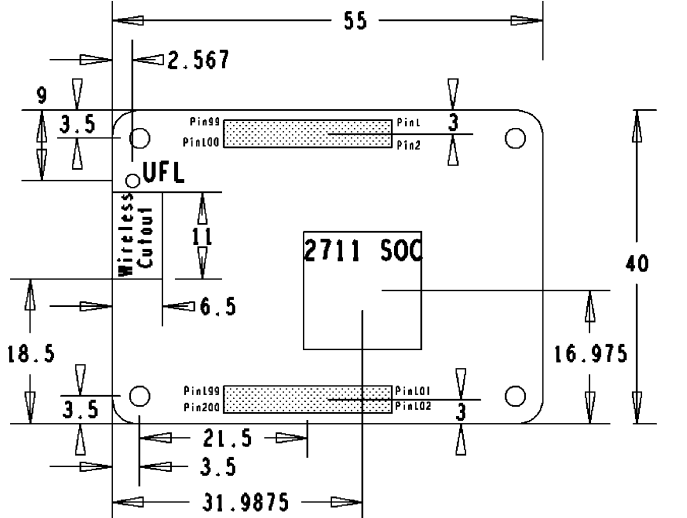 55
2.567
9
3.5
Pin99
Pin1
3
Pin100
Pin2
UFL
Wireless
Cutout
11
2711 SOC
40
6.5
18.5
16.975
Pin199
Pin101
3.5
Pin200
Pin102
3
21.5
3.5
31.9875